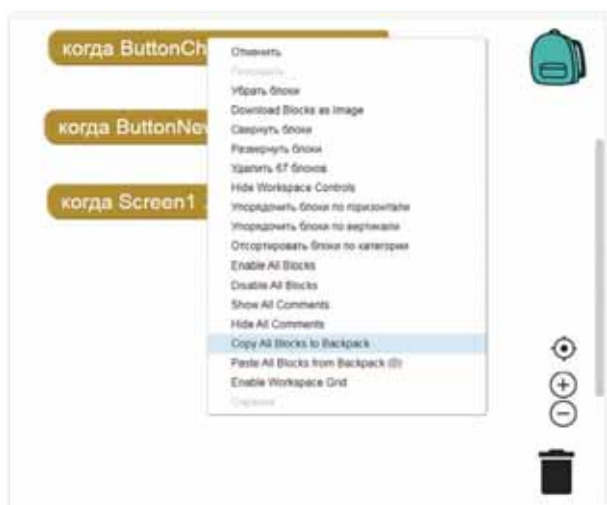 когда ButtonCh
когда ButtonNe
когда Screen1 .
Отменить
Повторить
Убрать блоки
Download Blocks as Image
Свернуть блоки
Развернуть блоки
Удалить 67 блоков
Hide Workspace Controls
Упорядочить блоки по горизонтали
Упорядочить блоки по вертикали
Отсортировать блоки по категории
Enable All Blocks
Disable All Blocks
Show All Comments
Hide All Comments
Copy All Blocks to Backpack
Paste All Blocks from Backpack (0)
Enable Workspace Grid
Справка